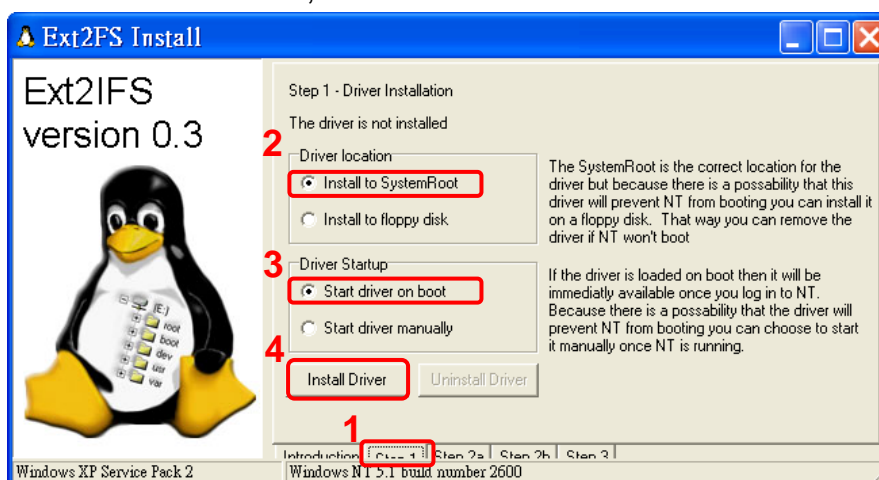 Ext2FS Install
Ext2IFS
version 0.3
Step 1 - Driver Installation
The driver is not installed
2
Driver location
Install to SystemRoot
Install to floppy disk
The SystemRoot is the correct location for the
driver but because there is a possability that this
driver will prevent NT from booting you can install it
on a floppy disk. That way you can remove the
driver if NT won't boot
3
Driver Startup
Start driver on boot
Start driver manually
If the driver is loaded on boot then it will be
immediatly available once you log in to NT.
Because there is a possability that the driver will
prevent NT from booting you can choose to start
it manually once NT is running.
4
Install Driver
Uninstall Driver
(E:)
root
boot
dev
usr
var
1
Introduction
Step 1
Step 2a
Step 2b
Step 3
Windows XP Service Pack 2
Windows NT 5.1 build number 2600